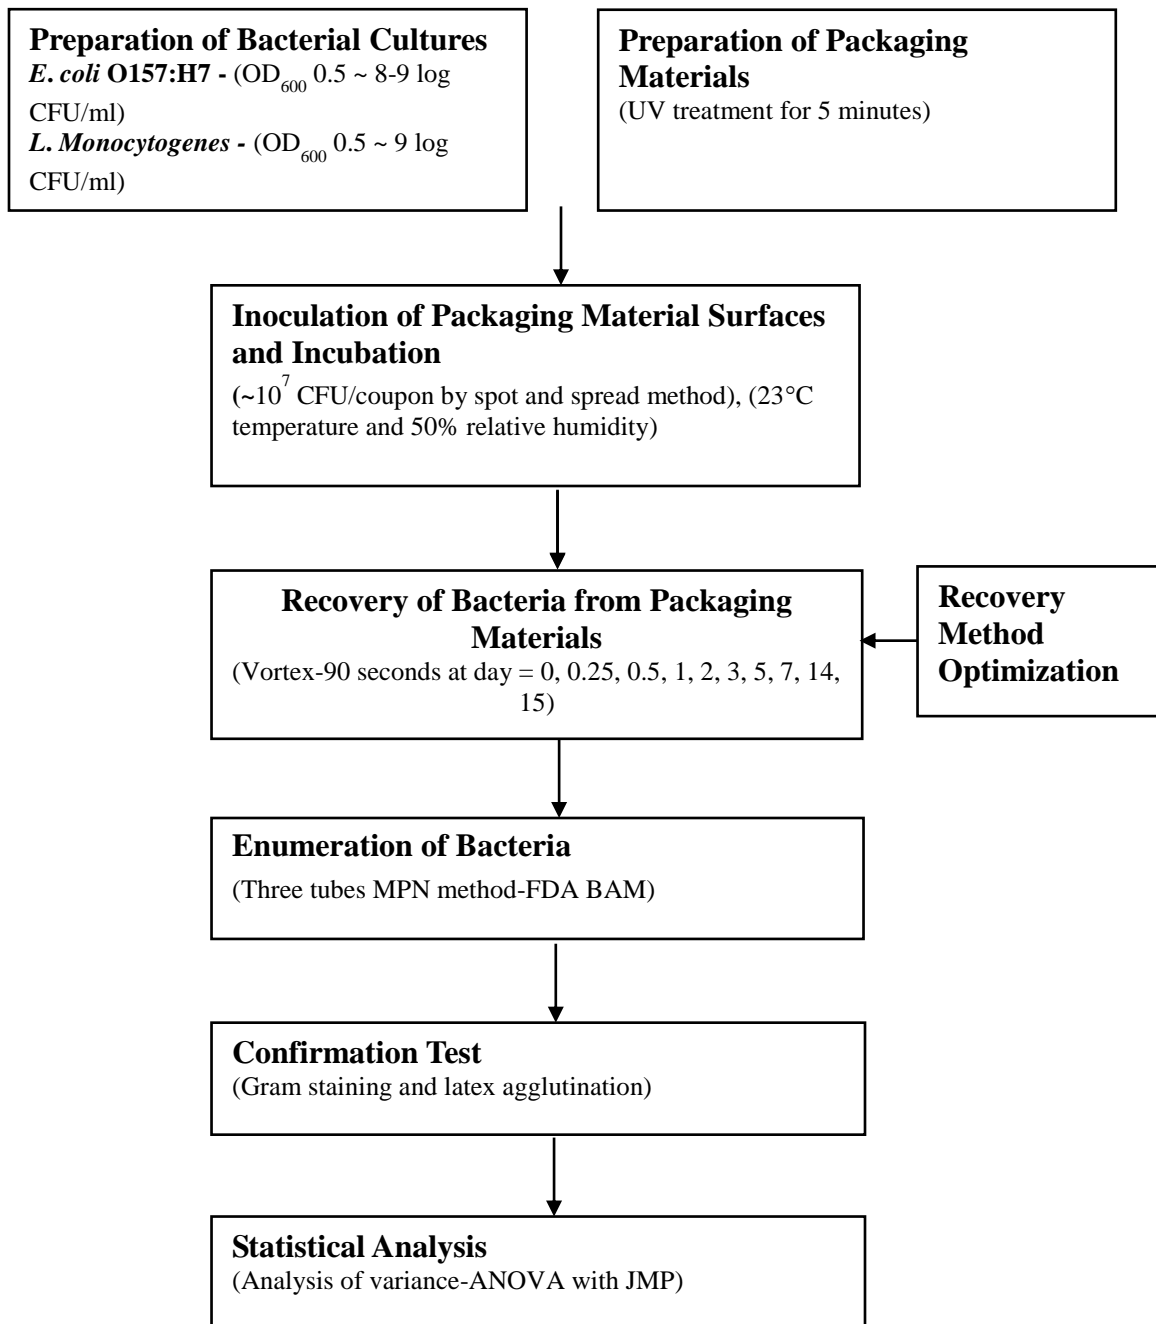 Preparation of Bacterial Cultures
E. coli O157:H7 - (OD600 0.5 ~ 8-9 log
CFU/ml)
L. Monocytogenes - (OD600 0.5 ~ 9 log
CFU/ml)
Preparation of Packaging
Materials
(UV treatment for 5 minutes)
Inoculation of Packaging Material Surfaces
and Incubation
(~10^7 CFU/coupon by spot and spread method), (23°C
temperature and 50% relative humidity)
Recovery of Bacteria from Packaging
Materials
(Vortex-90 seconds at day = 0, 0.25, 0.5, 1, 2, 3, 5, 7, 14,
15)
Recovery
Method
Optimization
Enumeration of Bacteria
(Three tubes MPN method-FDA BAM)
Confirmation Test
(Gram staining and latex agglutination)
Statistical Analysis
(Analysis of variance-ANOVA with JMP)